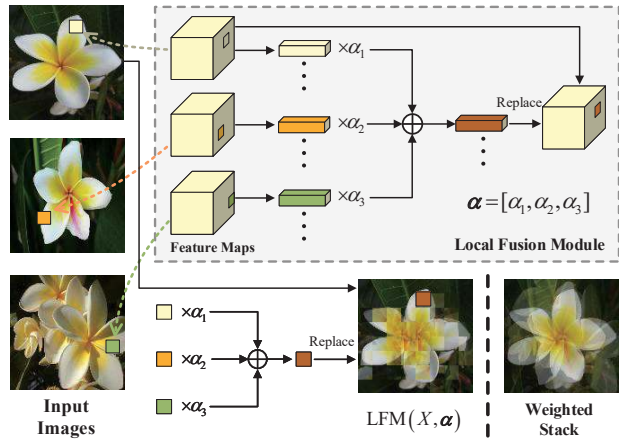 ×α₁
×α₂
×α₃
Replace
α=[α₁,α₂,α₃]
Feature Maps
Local Fusion Module
×α₁
×α₂
×α₃
Replace
Input
Images
LFM(X,α)
Weighted
Stack